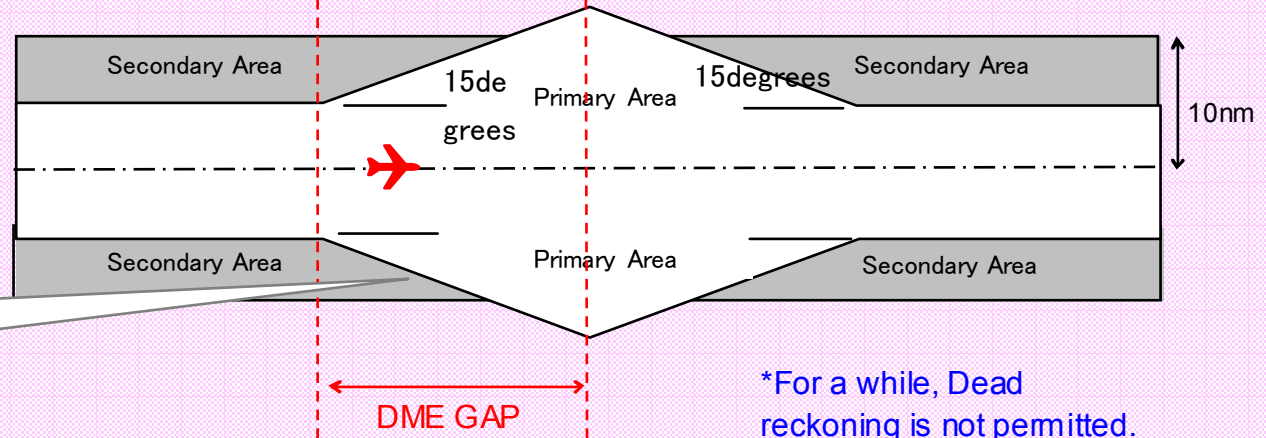 Secondary Area
15de
grees
Primary Area
15degrees
Secondary Area
10nm
Secondary Area
Primary Area
Secondary Area
DME GAP
*For a while, Dead
reckoning is not permitted.